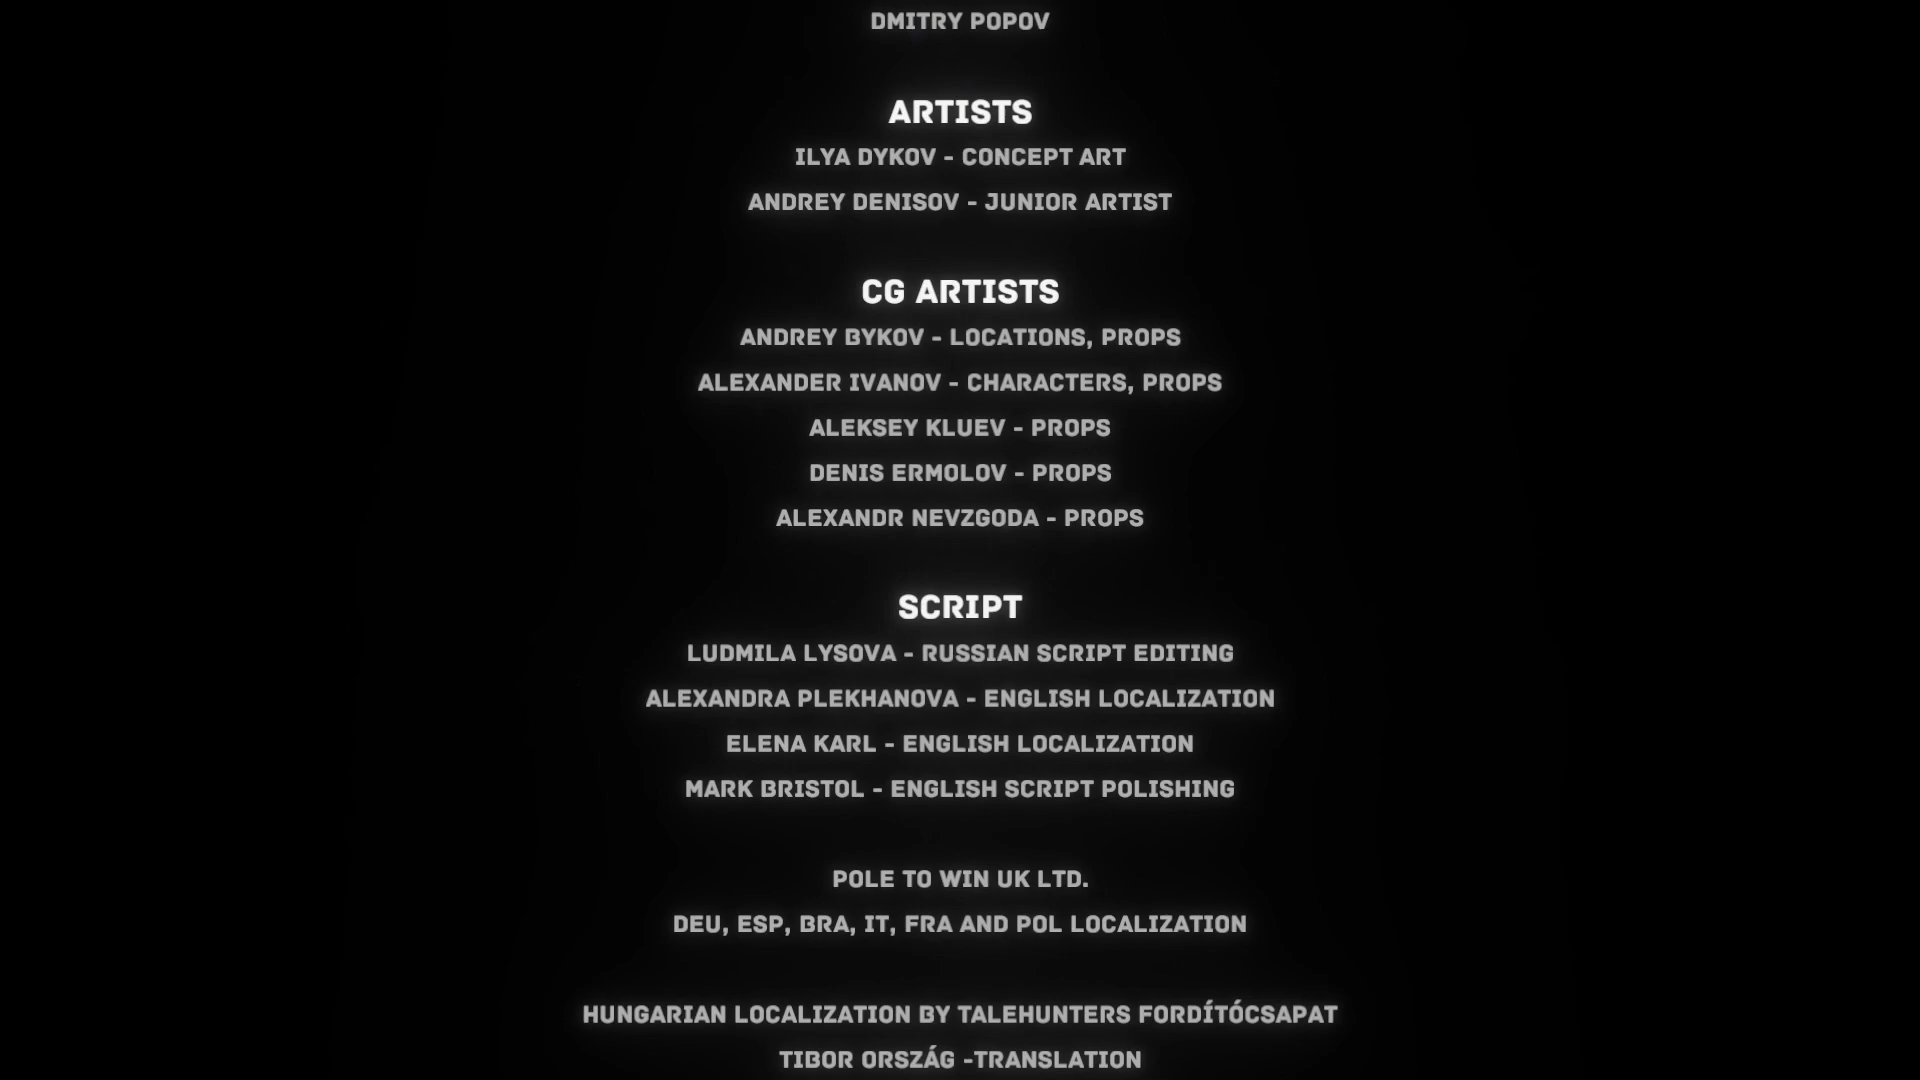 DMITRY POPOV
ARTISTS
ILYA DYKOV - CONCEPT ART
ANDREY DENISOV - JUNIOR ARTIST
CG ARTISTS
ANDREY BYKOV - LOCATIONS, PROPS
ALEXANDER IVANOV - CHARACTERS, PROPS
ALEKSEY KLUEV - PROPS
DENIS ERMOLOV - PROPS
ALEXANDR NEVZGODA - PROPS
SCRIPT
LUDMILA LYSOVA - RUSSIAN SCRIPT EDITING
ALEXANDRA PLEKHANOVA - ENGLISH LOCALIZATION
ELENA KARL - ENGLISH LOCALIZATION
MARK BRISTOL - ENGLISH SCRIPT POLISHING
POLE TO WIN UK LTD.
DEU, ESP, BRA, IT, FRA AND POL LOCALIZATION
HUNGARIAN LOCALIZATION BY TALEHUNTERS FORDÍTÓCSAPAT
TIBOR ORSZÁG -TRANSLATION